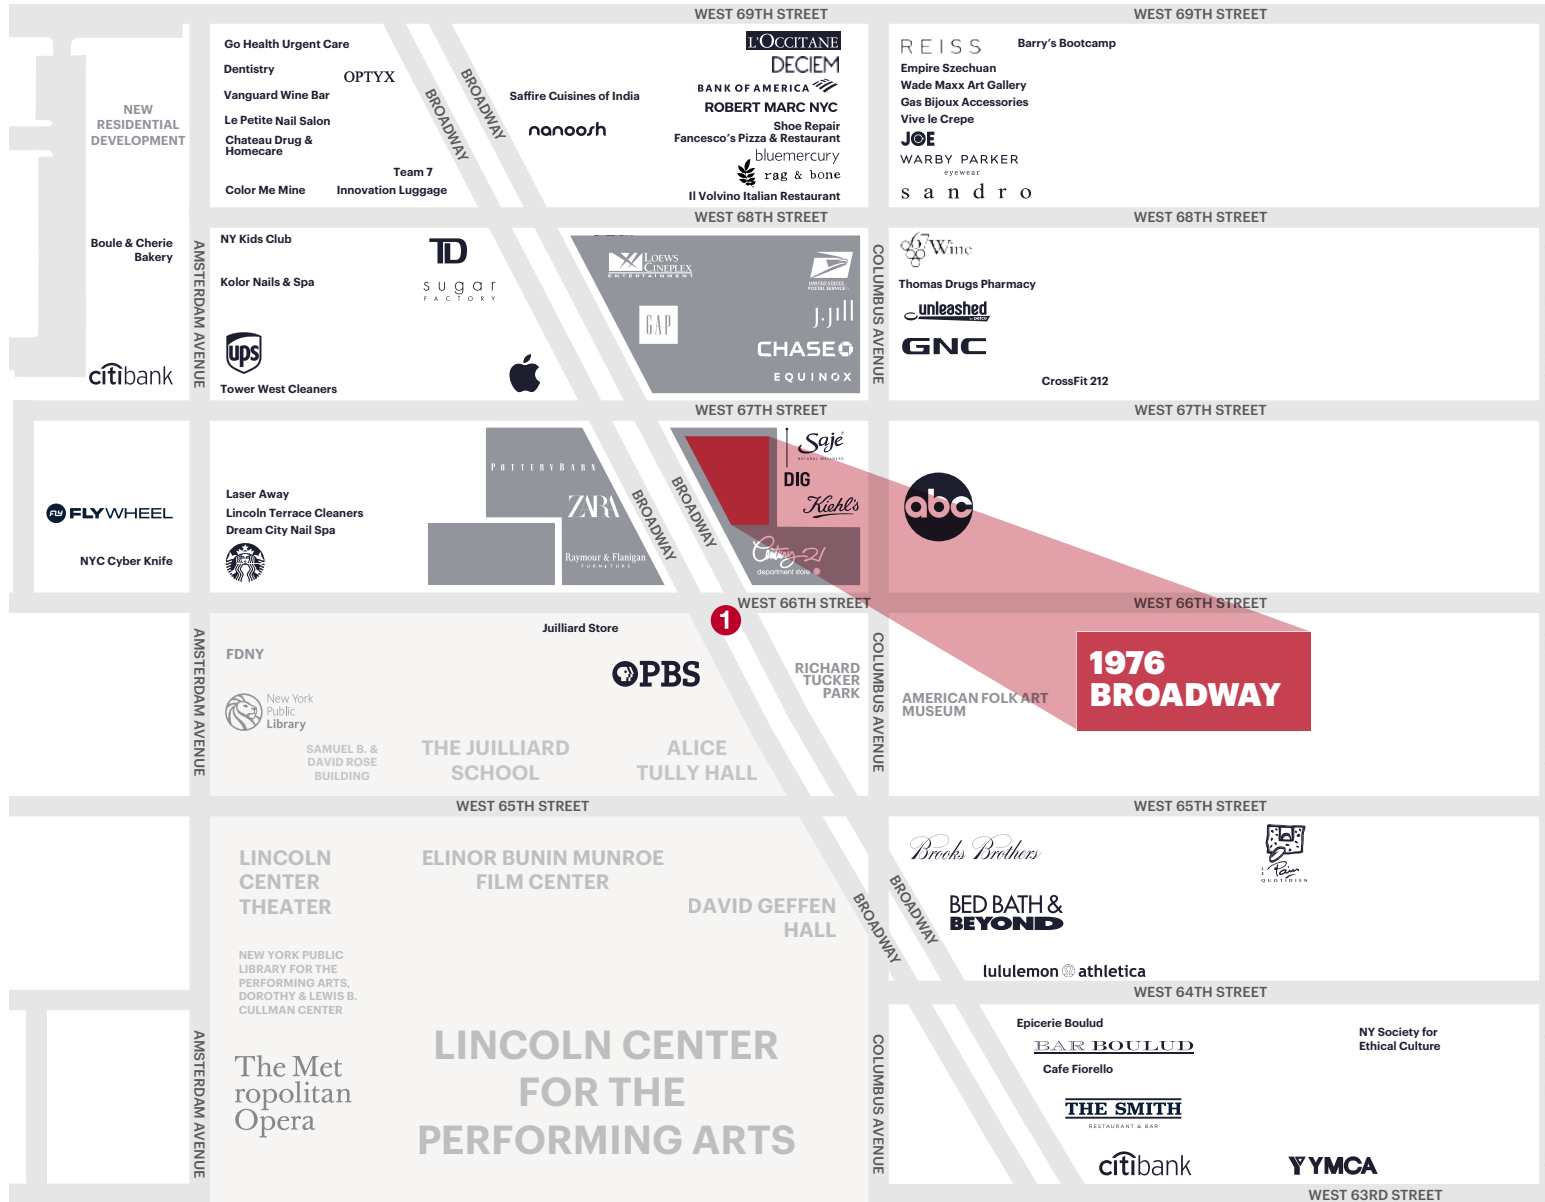 WEST 69TH STREET
WEST 69TH STREET
NEW
RESIDENTIAL
DEVELOPMENT
Go Health Urgent Care
Dentistry
OPTYX
Vanguard Wine Bar
Le Petite Nail Salon
Chateau Drug &
Homecare
Team 7
Color Me Mine
Innovation Luggage
BROADWAY
BROADWAY
Saffire Cuisines of India
nanoosh
L'OCCITANE
DECIEM
BANK OF AMERICA
ROBERT MARC NYC
Shoe Repair
Fancesco's Pizza & Restaurant
bluemercury
rag & bone
Il Volvino Italian Restaurant
REISS
Barry's Bootcamp
Empire Szechuan
Wade Maxx Art Gallery
Gas Bijoux Accessories
Vive le Crepe
JOE
WARBY PARKER
eyewear
sandro
WEST 68TH STREET
WEST 68TH STREET
Boule & Cherie
Bakery
citibank
AMSTERDAM AVENUE
NY Kids Club
TD
Kolor Nails & Spa
sugar
FACTORY
ups
Tower West Cleaners
LOEWS
CINEPLEX
ENTERTAINMENT
UNITED STATES
POSTAL SERVICE
GAP
J.Jill
CHASE
EQUINOX
COLUMBUS AVENUE
67 Wine
Thomas Drugs Pharmacy
unleashed
by petco
GNC
CrossFit 212
WEST 67TH STREET
WEST 67TH STREET
FLY FLYWHEEL
NYC Cyber Knife
Laser Away
Lincoln Terrace Cleaners
Dream City Nail Spa
POTTERY BARN
ZARA
Raymour & Flanigan
FURNITURE
BROADWAY
BROADWAY
Saje
NATURAL WELLNESS
DIG
Kiehl's
Century 21
department store
abc
WEST 66TH STREET
WEST 66TH STREET
1
AMSTERDAM AVENUE
FDNY
New York
Public
Library
Juilliard Store
PBS
SAMUEL B. &
DAVID ROSE
BUILDING
THE JUILLIARD
SCHOOL
ALICE
TULLY HALL
RICHARD
TUCKER
PARK
COLUMBUS AVENUE
AMERICAN FOLK ART
MUSEUM
1976
BROADWAY
WEST 65TH STREET
WEST 65TH STREET
LINCOLN
CENTER
THEATER
ELINOR BUNIN MUNROE
FILM CENTER
DAVID GEFFEN
HALL
BROADWAY
BROADWAY
Brooks Brothers
Le Pain
QUOTIDIEN
BED BATH &
BEYOND
lululemon athletica
NEW YORK PUBLIC
LIBRARY FOR THE
PERFORMING ARTS,
DOROTHY & LEWIS B.
CULLMAN CENTER
WEST 64TH STREET
AMSTERDAM AVENUE
The Met
ropolitan
Opera
LINCOLN CENTER
FOR THE
PERFORMING ARTS
COLUMBUS AVENUE
Epicerie Boulud
BAR BOULUD
Cafe Fiorello
THE SMITH
RESTAURANT & BAR
citibank
NY Society for
Ethical Culture
YMCA
WEST 63RD STREET